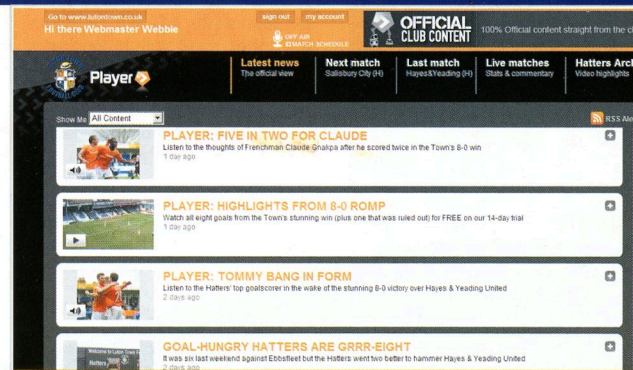 Go to www.lutontown.co.uk
sign out my account
Hi there Webmaster Webbie
OFF AIR
MATCH SCHEDULE
OFFICIAL
CLUB CONTENT
100% Official content straight from the cl
Player
Latest news
The official view
Next match
Salisbury City (H)
Last match
Hayes&Yeading (H)
Live matches
Stats & commentary
Hatters Arc
Video highlights
Show Me All Content
RSS Ale
PLAYER: FIVE IN TWO FOR CLAUDE
Listen to the thoughts of Frenchman Claude Gnakpa after he scored twice in the Town's 8-0 win
1 day ago
PLAYER: HIGHLIGHTS FROM 8-0 ROMP
Watch all eight goals from the Town's stunning win (plus one that was ruled out) for FREE on our 14-day trial
1 day ago
PLAYER: TOMMY BANG IN FORM
Listen to the Hatters' top goalscorer in the wake of the stunning 8-0 victory over Hayes & Yeading United
2 days ago
GOAL-HUNGRY HATTERS ARE GRRR-EIGHT
It was six last weekend against Ebbsfleet but the Hatters went two better to hammer Hayes & Yeading United
2 days ago